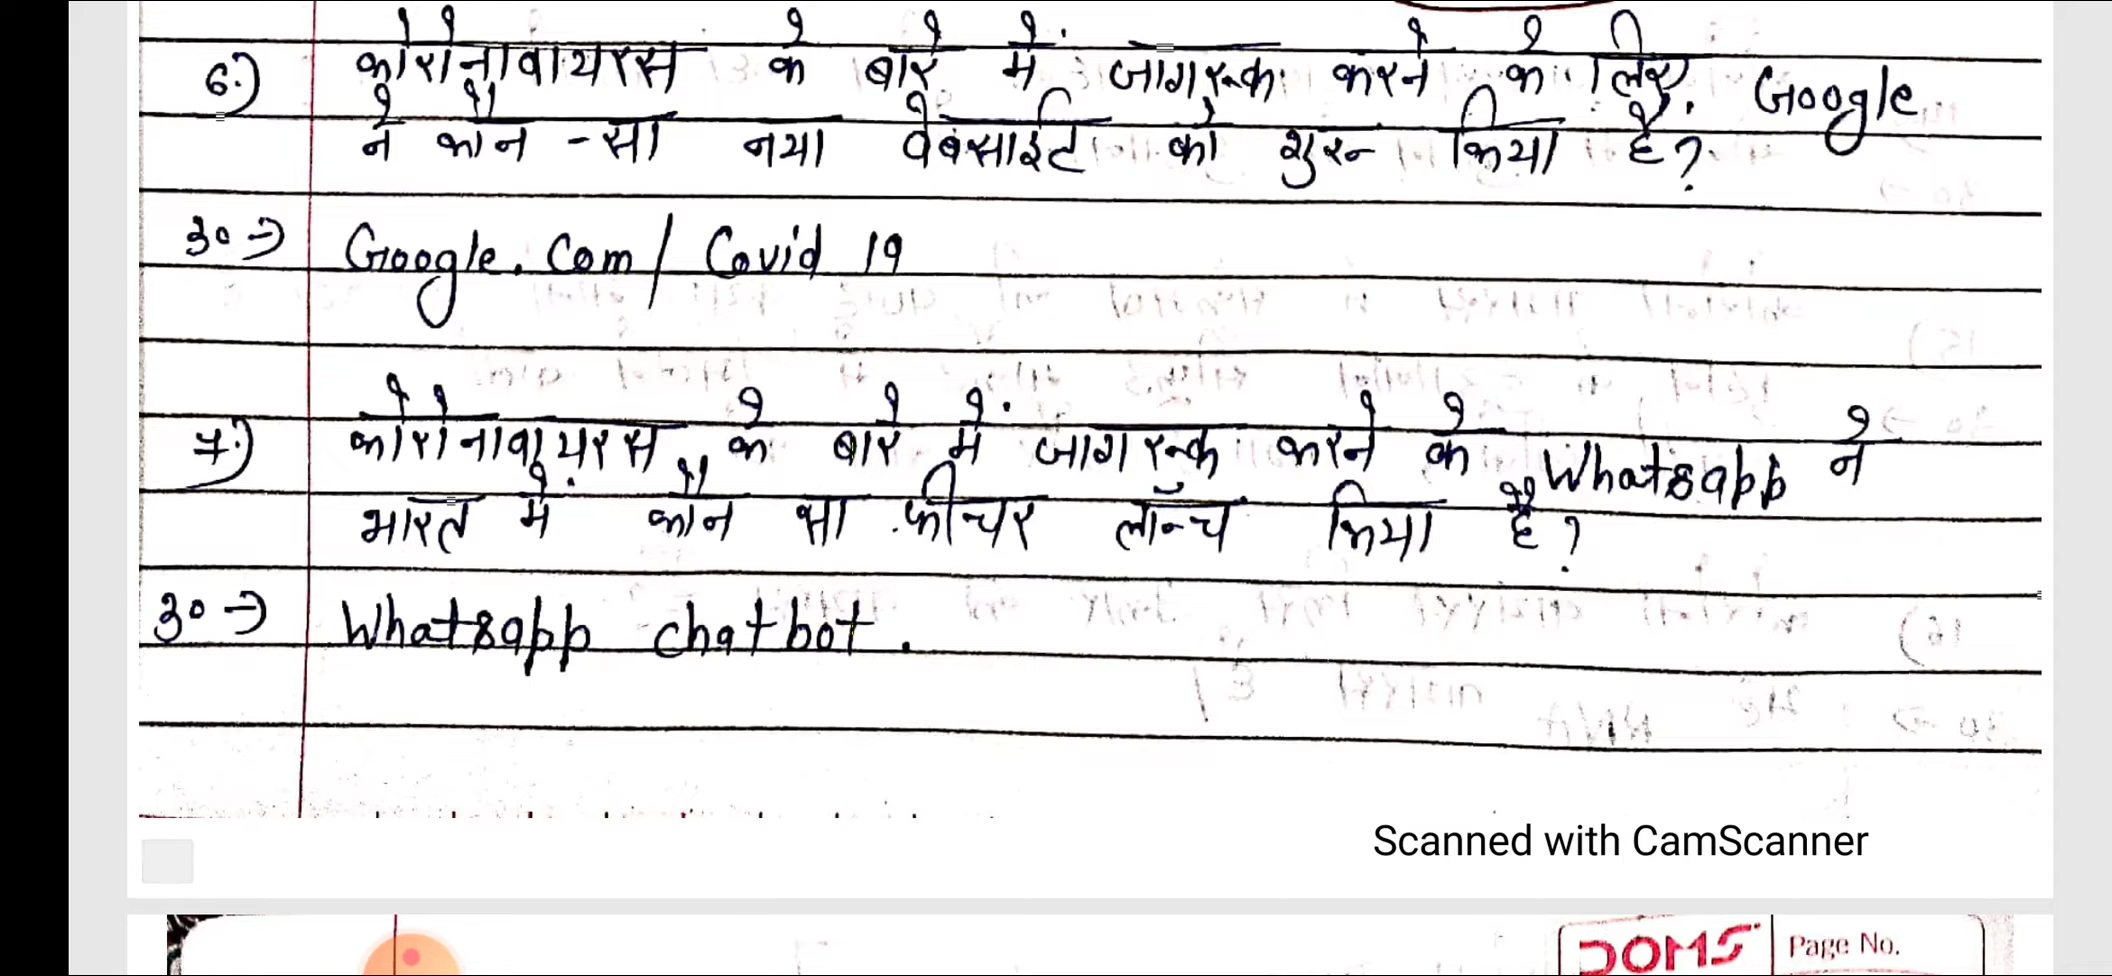 6.) कोरोनावायरस के बारे में जागरूक करने के लिए, Google
ने कौन -सा नया वेबसाईट को शुरू किया है?
उ० → Google. Com / Covid 19
7.) कोरोनावायरस के बारे में जागरूक करने के Whatsapp ने
भारत में कौन सा फीचर लॉन्च किया है?
उ० → Whatsapp chatbot.
Scanned with CamScanner
DOMS Page No.